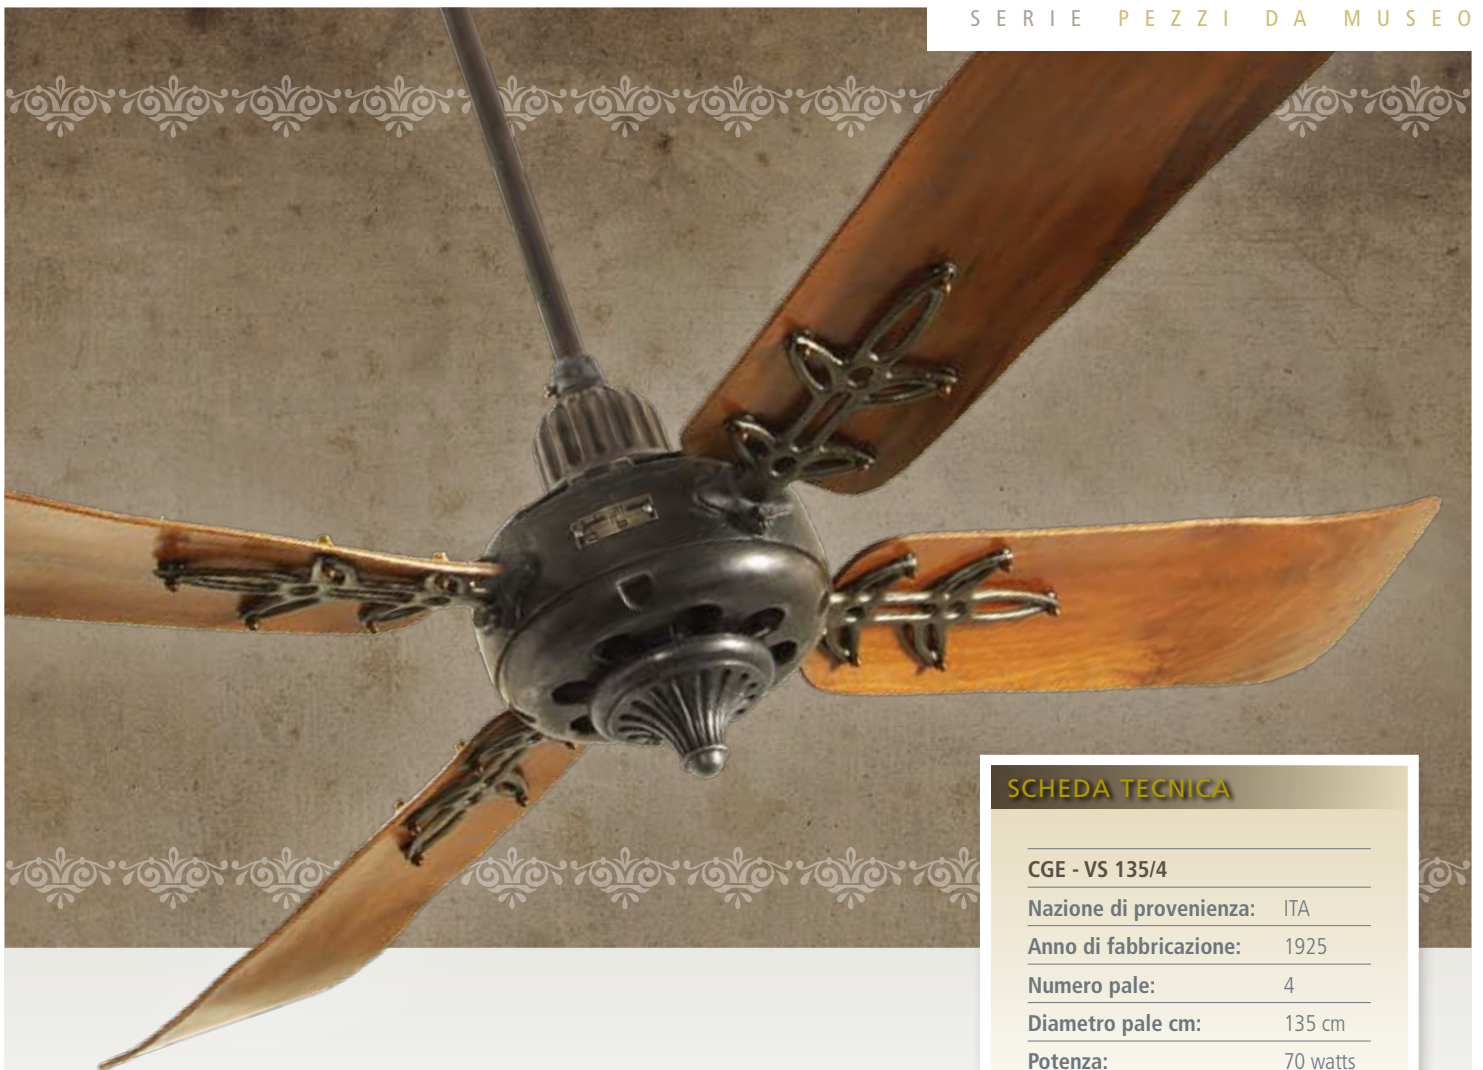 SERIE PEZZI DA MUSEO
SCHEDA TECNICA
CGE - VS 135/4
Nazione di provenienza: ITA
Anno di fabbricazione: 1925
Numero pale: 4
Diametro pale cm: 135 cm
Potenza: 70 watts